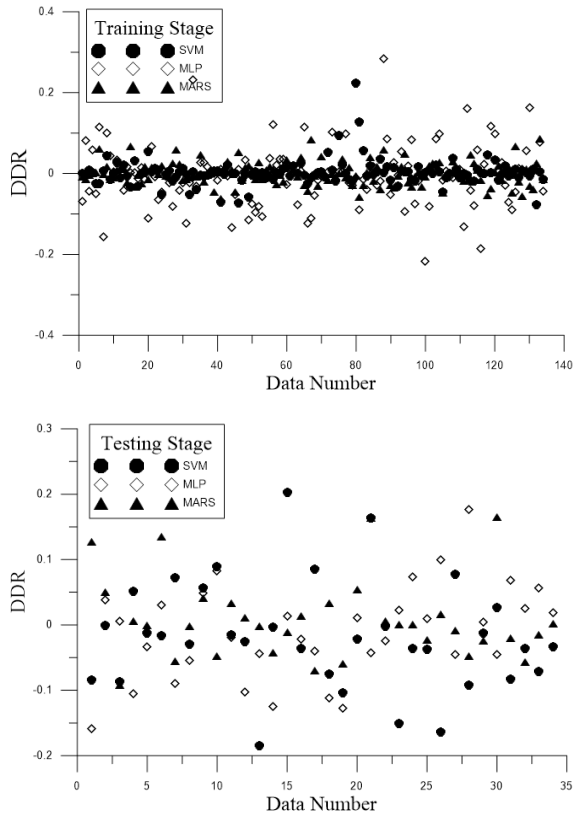 Training Stage
SVM
MLP
MARS
0.4
0.2
0
-0.2
-0.4
DDR
0 20 40 60 80 100 120 140
Data Number
Testing Stage
SVM
MLP
MARS
0.3
0.2
0.1
0
-0.1
-0.2
DDR
0 5 10 15 20 25 30 35
Data Number